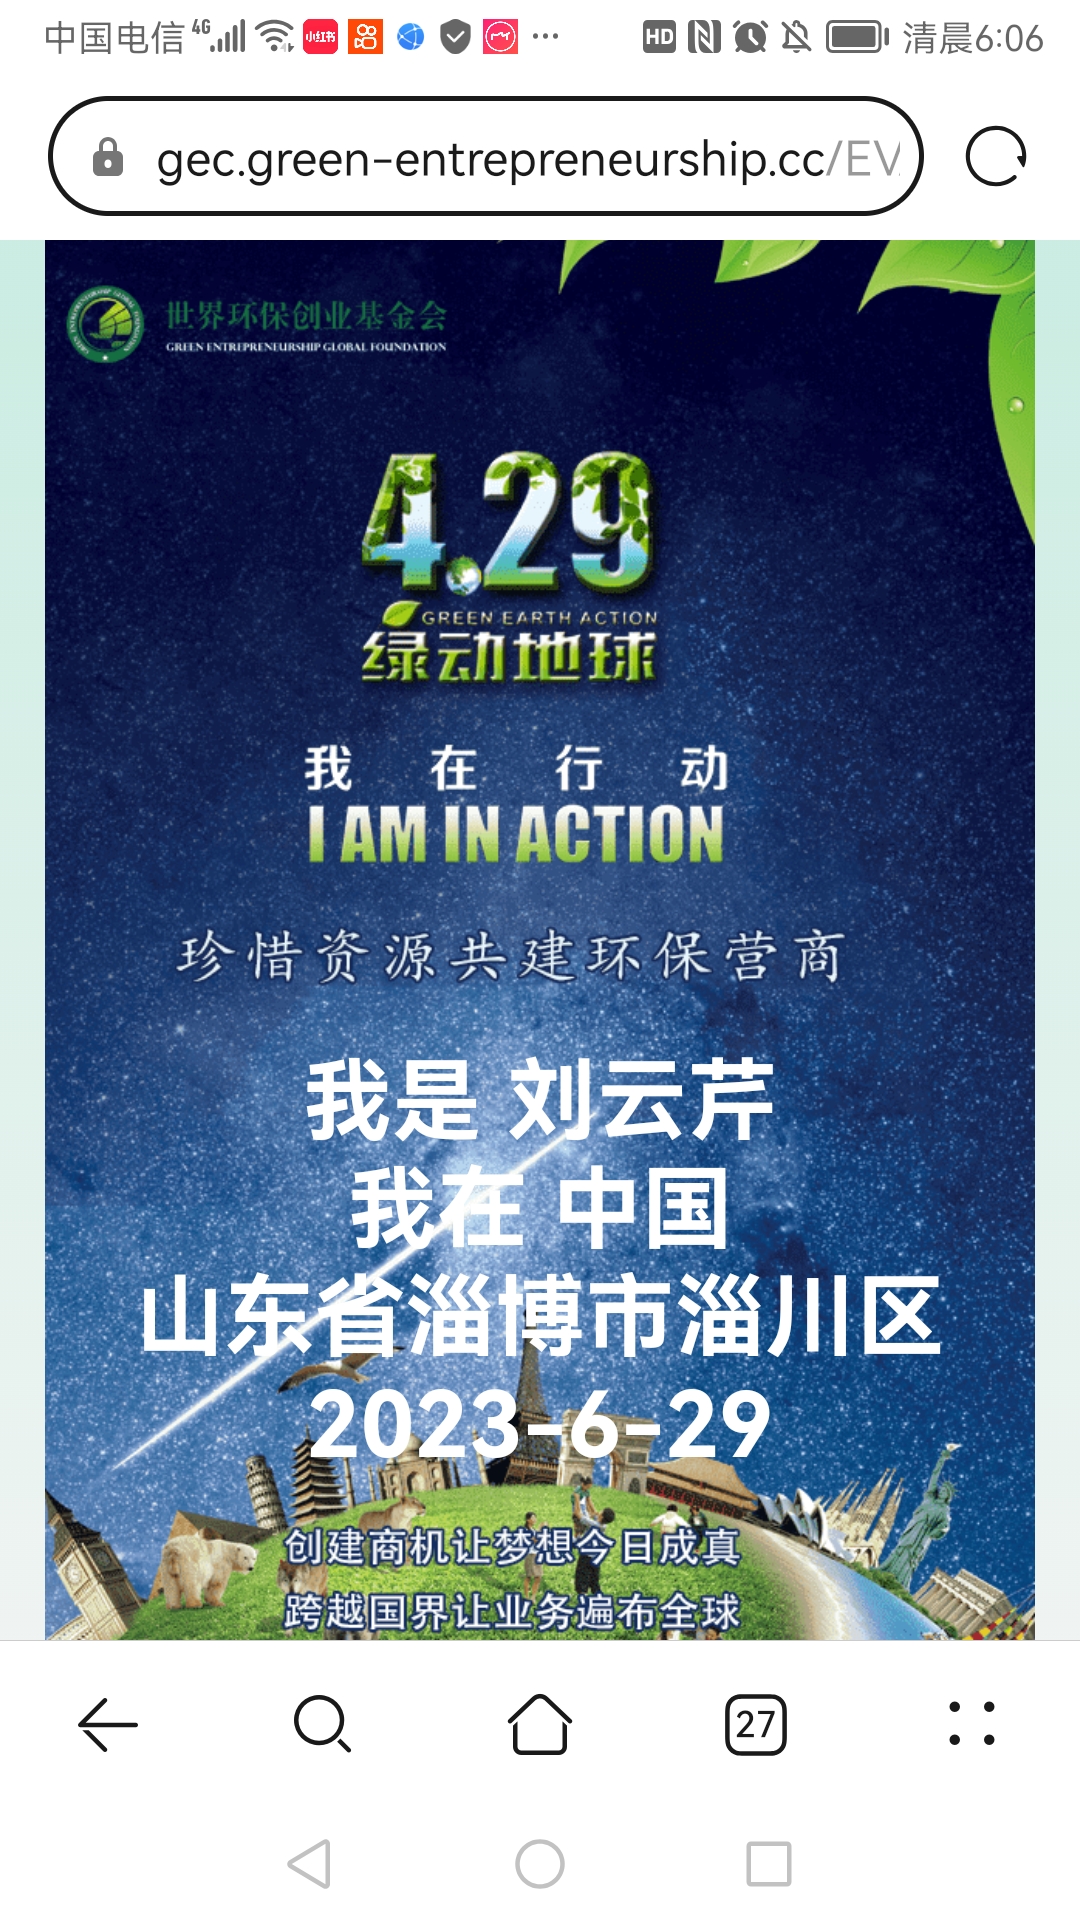 中国电信 4G 小红书 HD 清晨6:06
gec.green-entrepreneurship.cc/EV
世界环保创业基金会
GREEN ENTREPRENEURSHIP GLOBAL FOUNDATION
4.29
GREEN EARTH ACTION
绿动地球
我在行动
I AM IN ACTION
珍惜资源共建环保营商
我是 刘云芹
我在 中国
山东省淄博市淄川区
2023-6-29
创建商机让梦想今日成真
跨越国界让业务遍布全球
27